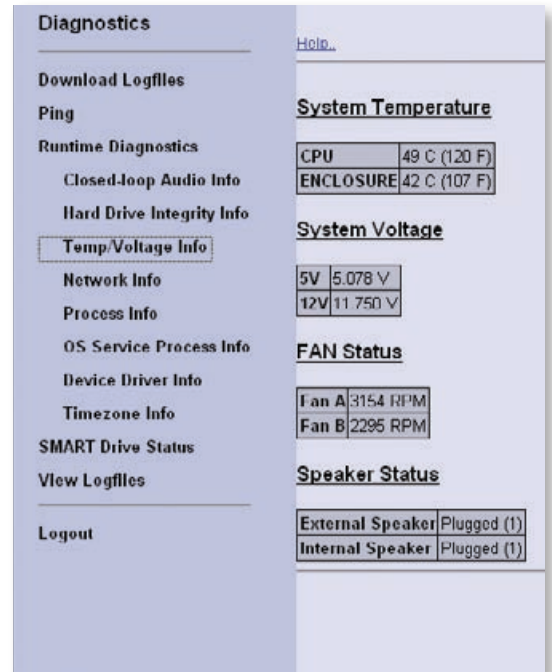 Diagnostics
Download Logfiles
Ping
Runtime Diagnostics
Closed-loop Audio Info
Hard Drive Integrity Info
Temp/Voltage Info
Network Info
Process Info
OS Service Process Info
Device Driver Info
Timezone Info
SMART Drive Status
View Logfiles
Logout
Help..
System Temperature
CPU 49 C (120 F)
ENCLOSURE 42 C (107 F)
System Voltage
5V 5.078 V
12V 11.750 V
FAN Status
Fan A 3154 RPM
Fan B 2295 RPM
Speaker Status
External Speaker Plugged (1)
Internal Speaker Plugged (1)